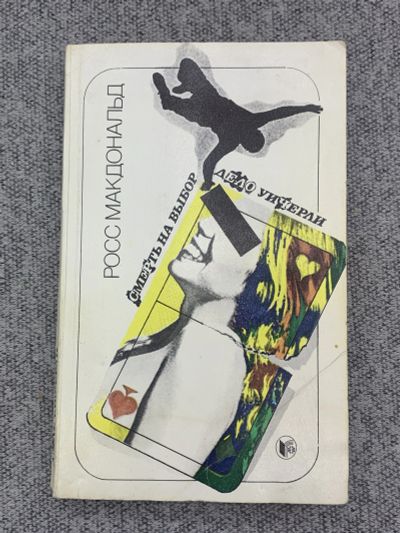 РОСС МАКДОНАЛЬД
СМЕРТЬ НА ВЫБОР
ДЕЛО УИЧЕРЛИ